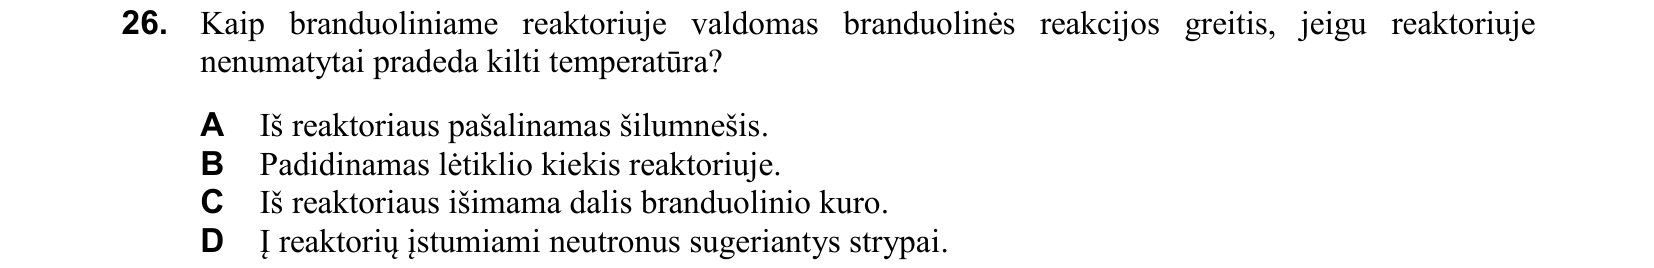 26. Kaip branduoliniame reaktoriuje valdomas branduolinės reakcijos greitis, jeigu reaktoriuje
nenumatytai pradeda kilti temperatūra?
A Iš reaktoriaus pašalinamas šilumnešis.
B Padidinamas lėtiklio kiekis reaktoriuje.
C Iš reaktoriaus išimama dalis branduolinio kuro.
D Į reaktorių įstumiami neutronus sugeriantys strypai.